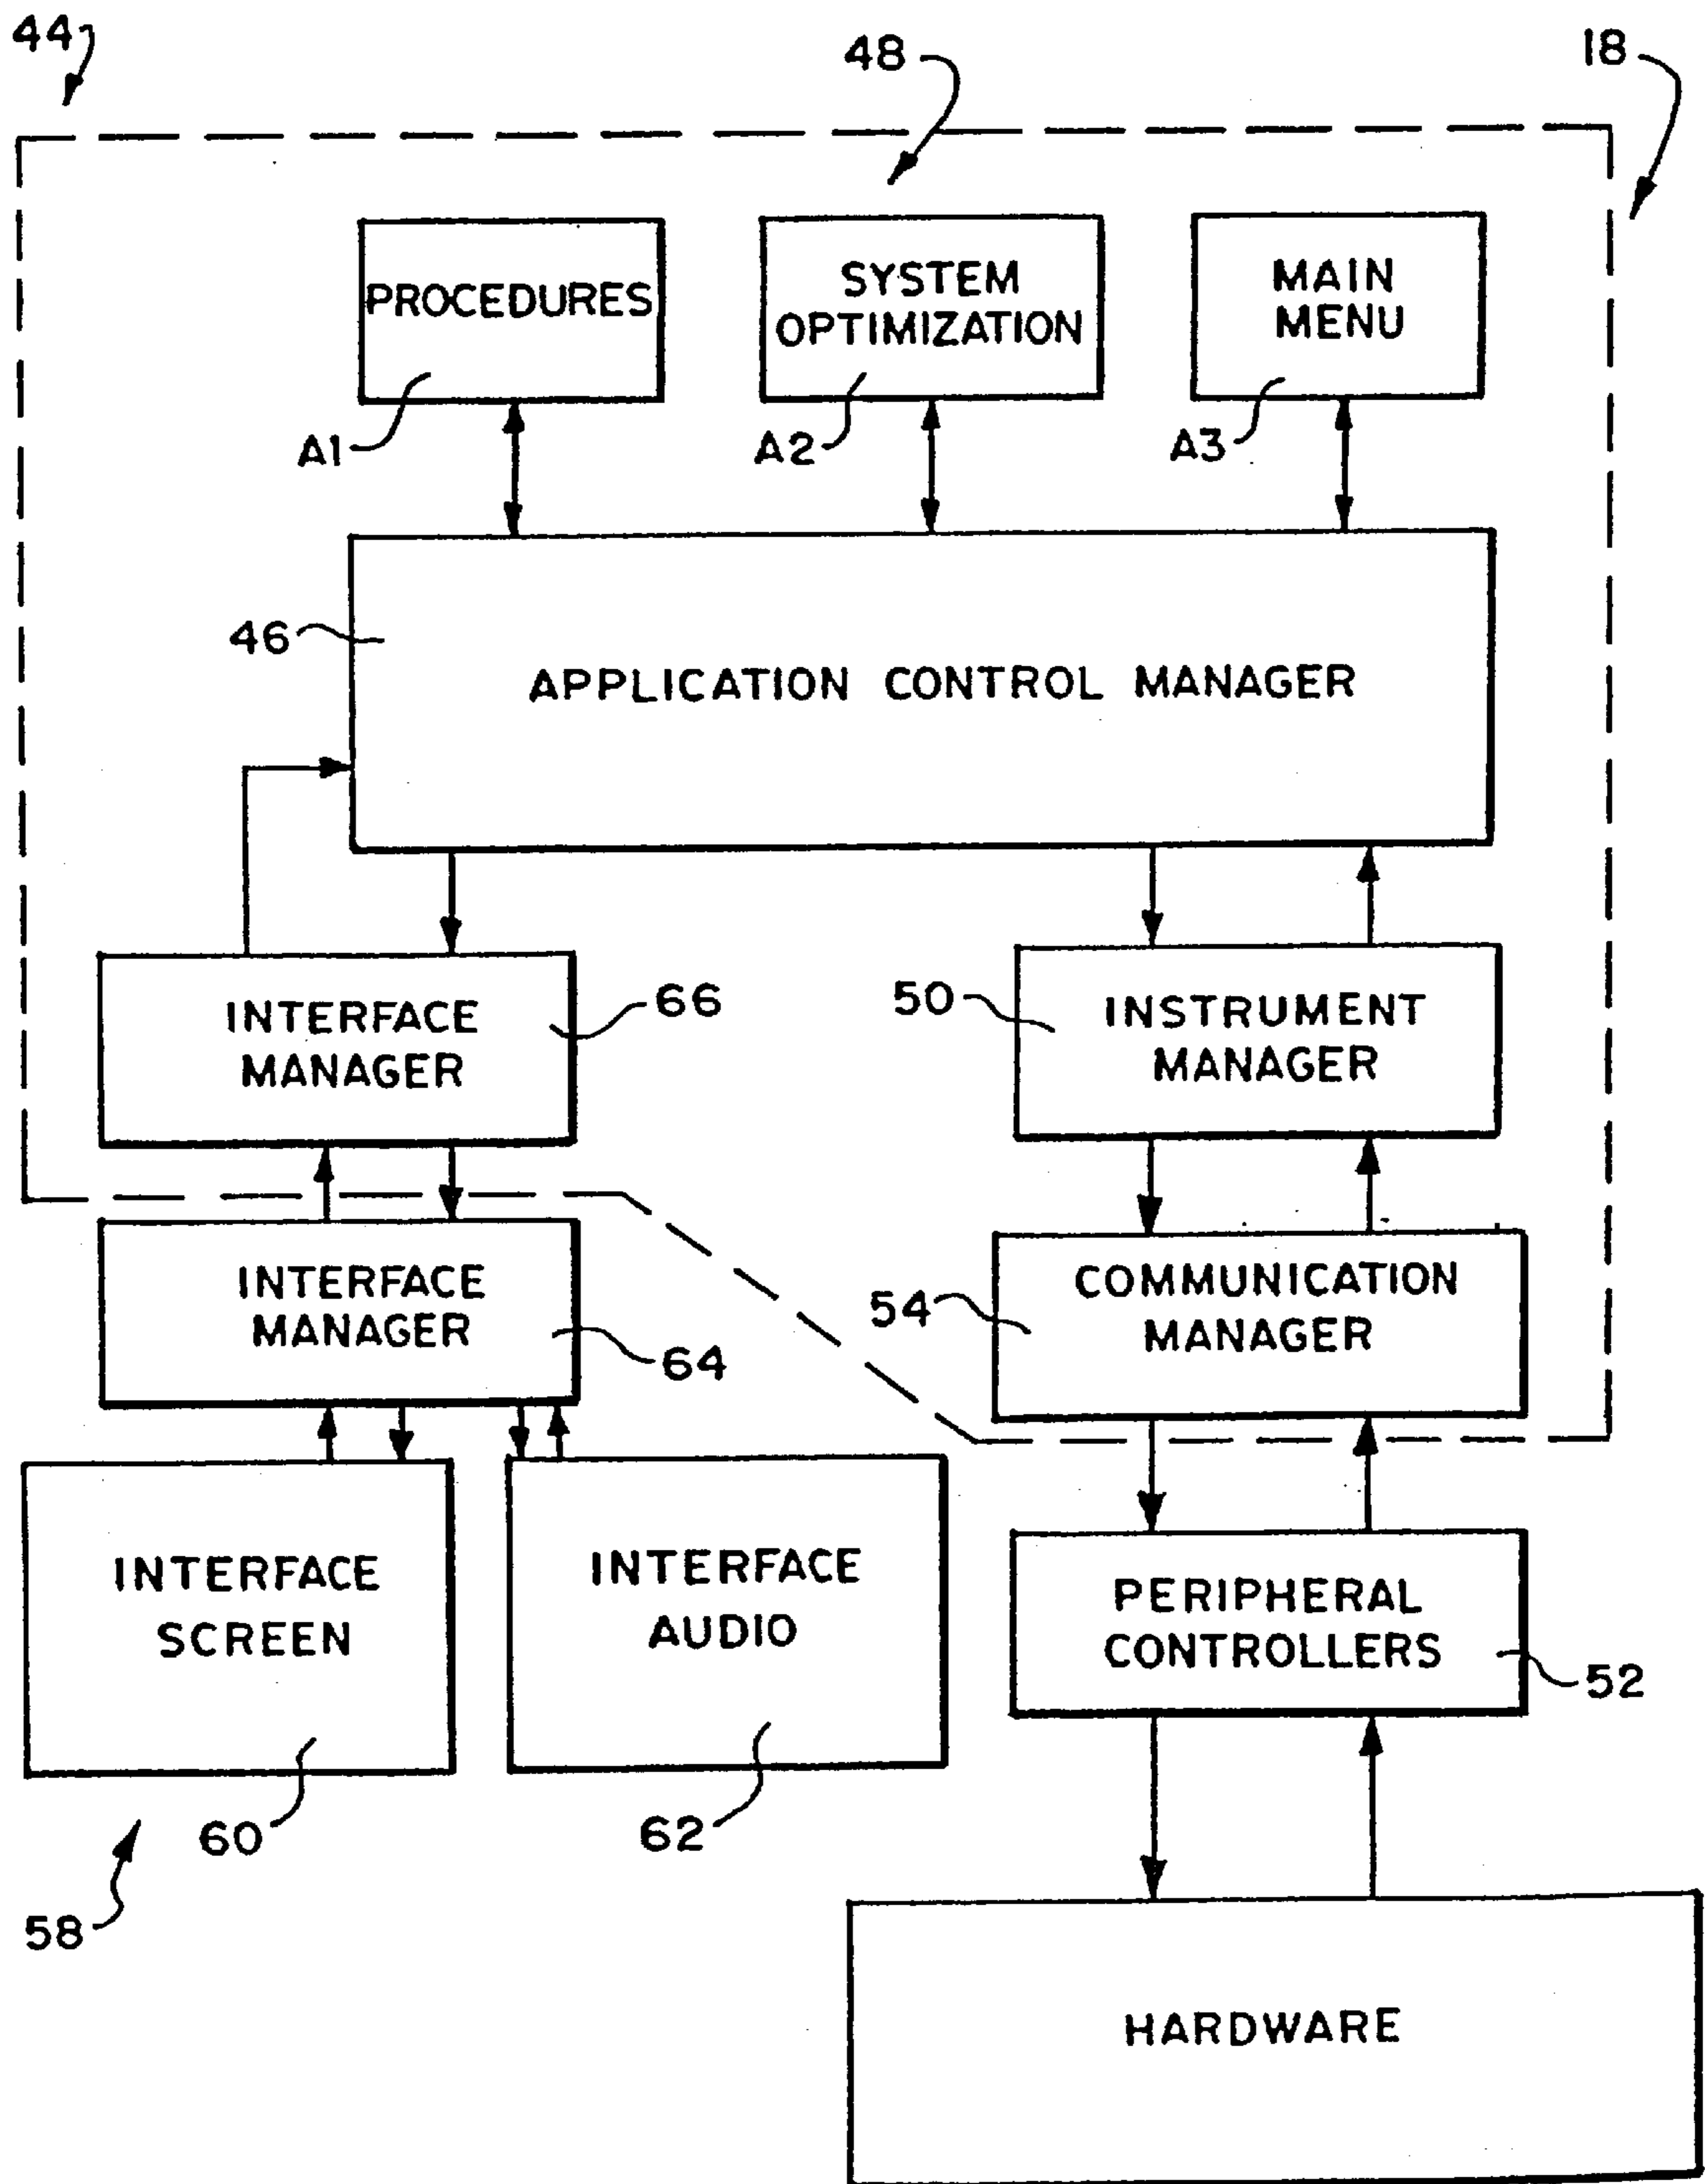 44
48
18
PROCEDURES
SYSTEM
OPTIMIZATION
MAIN
MENU
A1
A2
A3
46
APPLICATION CONTROL MANAGER
INTERFACE
MANAGER
66
50
INSTRUMENT
MANAGER
INTERFACE
MANAGER
64
54
COMMUNICATION
MANAGER
INTERFACE
SCREEN
60
INTERFACE
AUDIO
62
PERIPHERAL
CONTROLLERS
52
58
HARDWARE